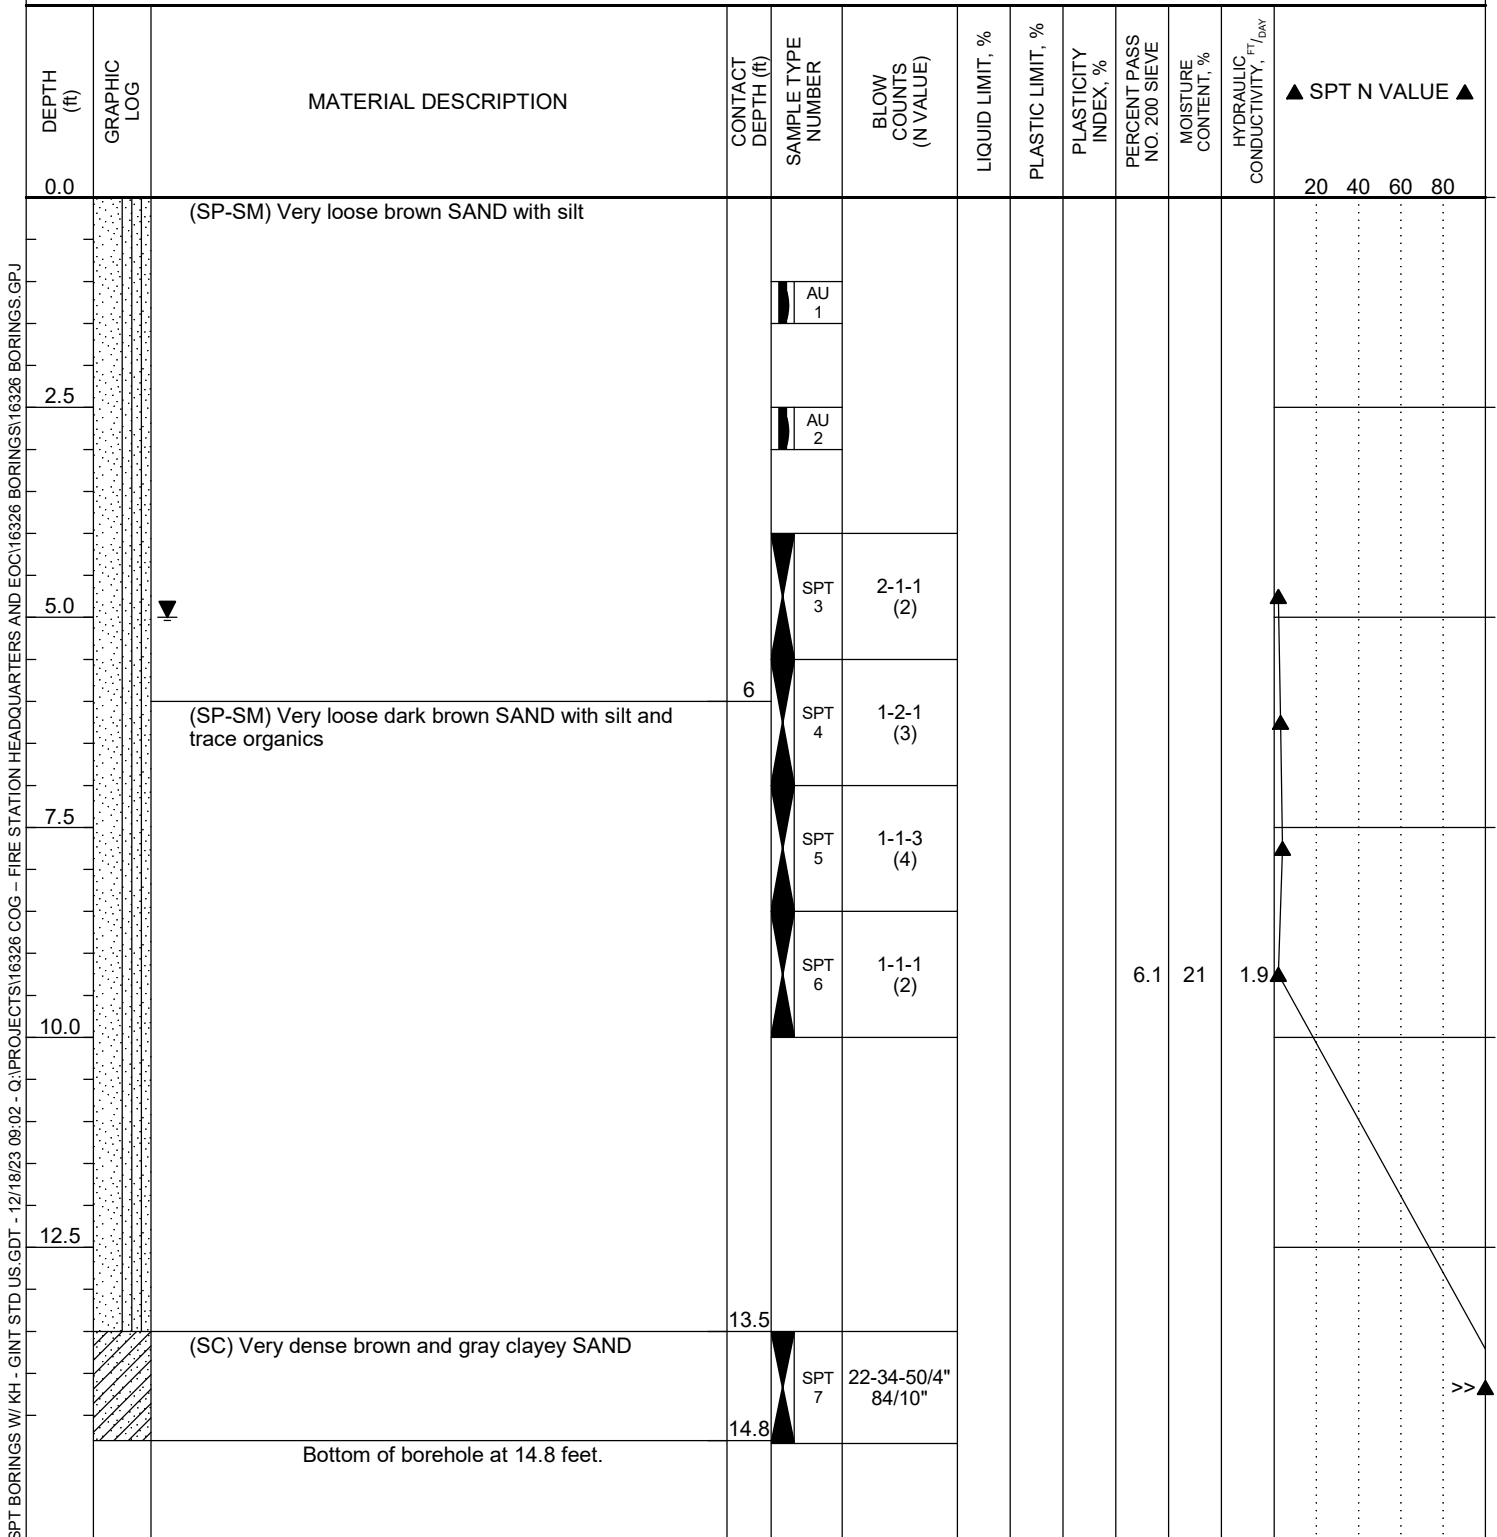 DEPTH
(ft)
GRAPHIC
LOG
MATERIAL DESCRIPTION
CONTACT
DEPTH (ft)
SAMPLE TYPE
NUMBER
BLOW
COUNTS
(N VALUE)
LIQUID LIMIT, %
PLASTIC LIMIT, %
PLASTICITY
INDEX, %
PERCENT PASS
NO. 200 SIEVE
MOISTURE
CONTENT, %
HYDRAULIC
CONDUCTIVITY, FT/DAY
▲ SPT N VALUE ▲
20 40 60 80
0.0
(SP-SM) Very loose brown SAND with silt
AU
1
2.5
AU
2
SPT
3
2-1-1
(2)
5.0
6
(SP-SM) Very loose dark brown SAND with silt and
trace organics
SPT
4
1-2-1
(3)
7.5
SPT
5
1-1-3
(4)
SPT
6
1-1-1
(2)
6.1 21 1.9
10.0
12.5
13.5
(SC) Very dense brown and gray clayey SAND
SPT
7
22-34-50/4"
84/10"
>>▲
14.8
Bottom of borehole at 14.8 feet.
SPT BORINGS W/ KH - GINT STD US.GDT - 12/18/23 09:02 - Q:\PROJECTS\16326 COG – FIRE STATION HEADQUARTERS AND EOC\16326 BORINGS\16326 BORINGS.GPJ